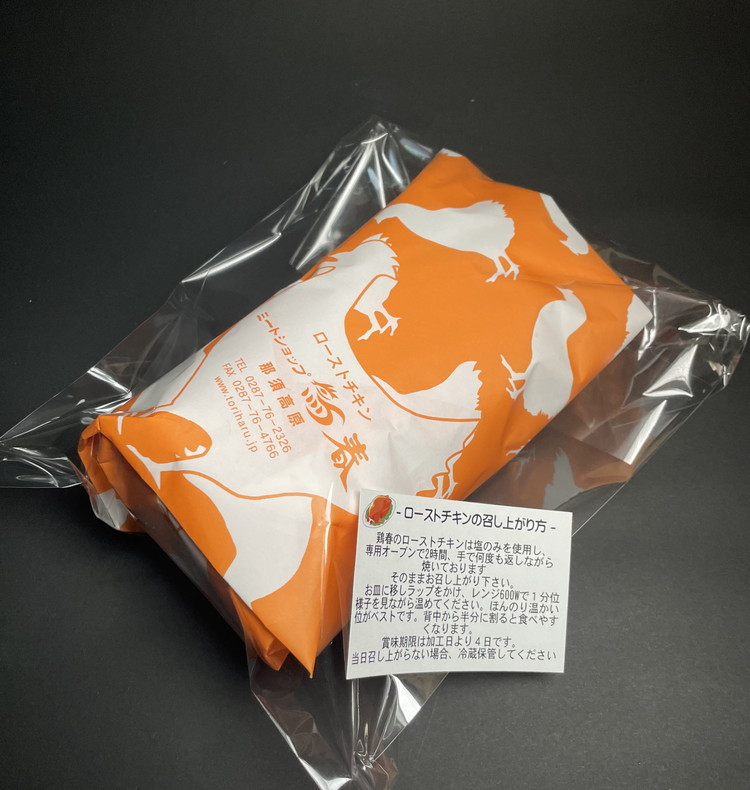 ローストチキン
鶏春
ミートショップ
那須高原
TEL 0287-76-2326
FAX 0287-76-4766
www.toriharu.jp
- ローストチキンの召し上がり方 -
鶏春のローストチキンは塩のみを使用し、
専用オーブンで2時間、手で何度も返しながら
焼いております
そのままお召し上がり下さい。
お皿に移しラップをかけ、レンジ600Wで１分位
様子を見ながら温めてください。ほんのり温かい
位がベストです。背中から半分に割ると食べやす
くなります。
賞味期限は加工日より４日です。
当日召し上がらない場合、冷蔵保管してください